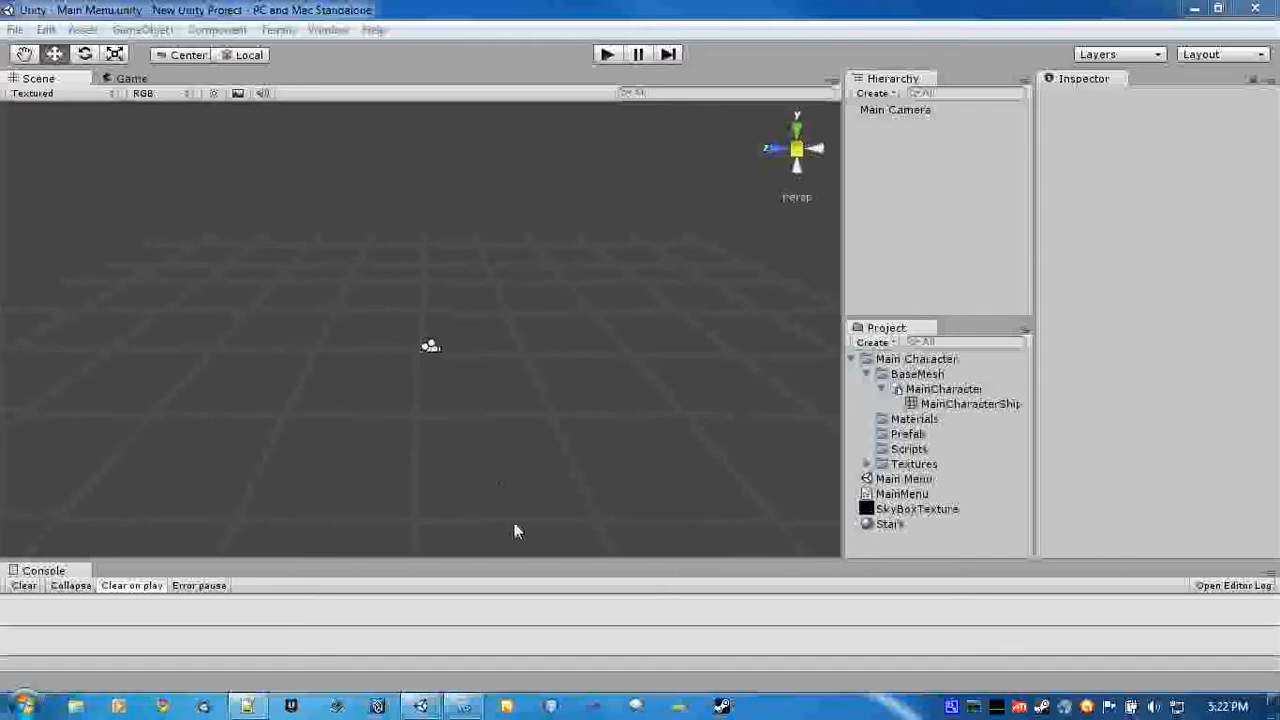 Unity - Main Menu.unity - New Unity Project - PC and Mac Standalone
File Edit Assets GameObject Component Terrain Window Help
Center Local Layers Layout
Scene Game Hierarchy Inspector
Textured RGB All Create All
Main Camera
y
z
Persp
Project
Create All
Main Character
BaseMesh
MainCharacter
MainCharacterShip
Materials
Prefab
Scripts
Textures
Main Menu
MainMenu
SkyBoxTexture
Stars
Console
Clear Collapse Clear on play Error pause Open Editor Log
5:22 PM